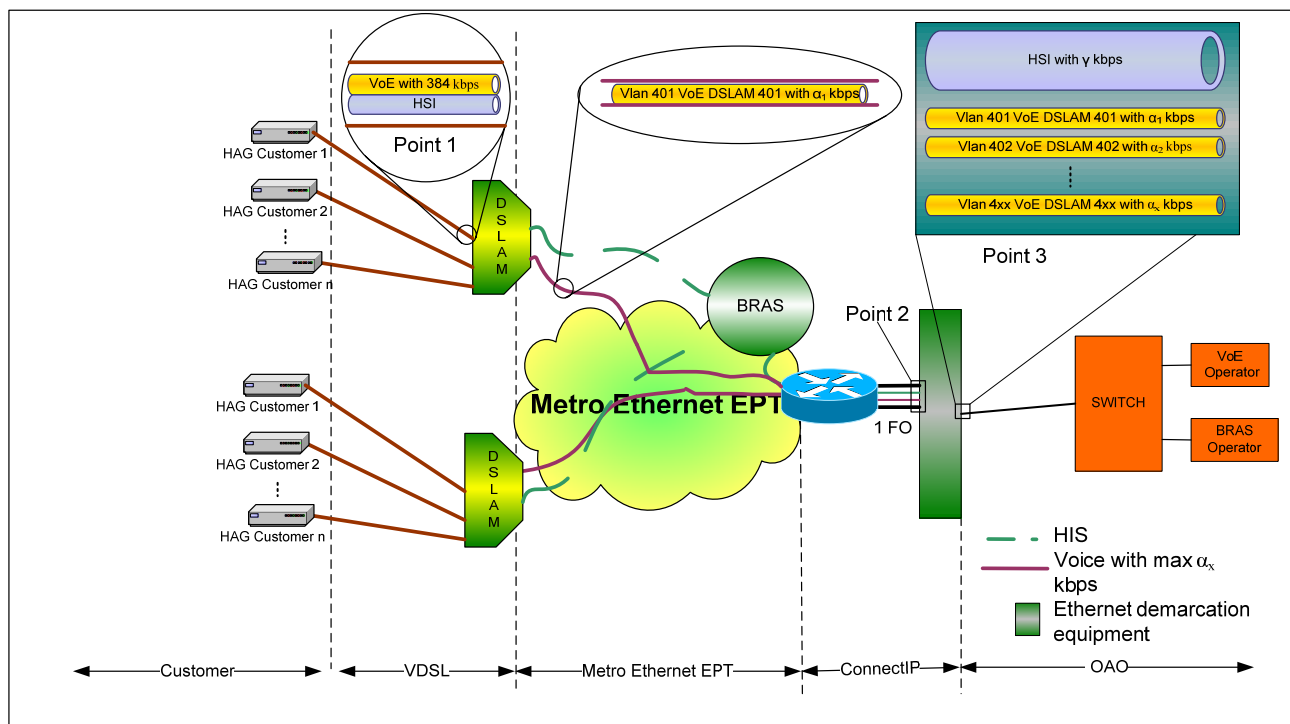 VoE with 384 kbps
HSI
Point 1
Vlan 401 VoE DSLAM 401 with α1 kbps
HSI with γ kbps
Vlan 401 VoE DSLAM 401 with α1 kbps
Vlan 402 VoE DSLAM 402 with α2 kbps
Vlan 4xx VoE DSLAM 4xx with αx kbps
Point 3
HAG Customer 1
HAG Customer 2
HAG Customer n
DSLAM
BRAS
Point 2
Metro Ethernet EPT
1 FO
SWITCH
VoE
Operator
BRAS
Operator
HAG Customer 1
HAG Customer 2
HAG Customer n
DSLAM
HIS
Voice with max αx
kbps
Ethernet demarcation
equipment
Customer
VDSL
Metro Ethernet EPT
ConnectIP
OAO